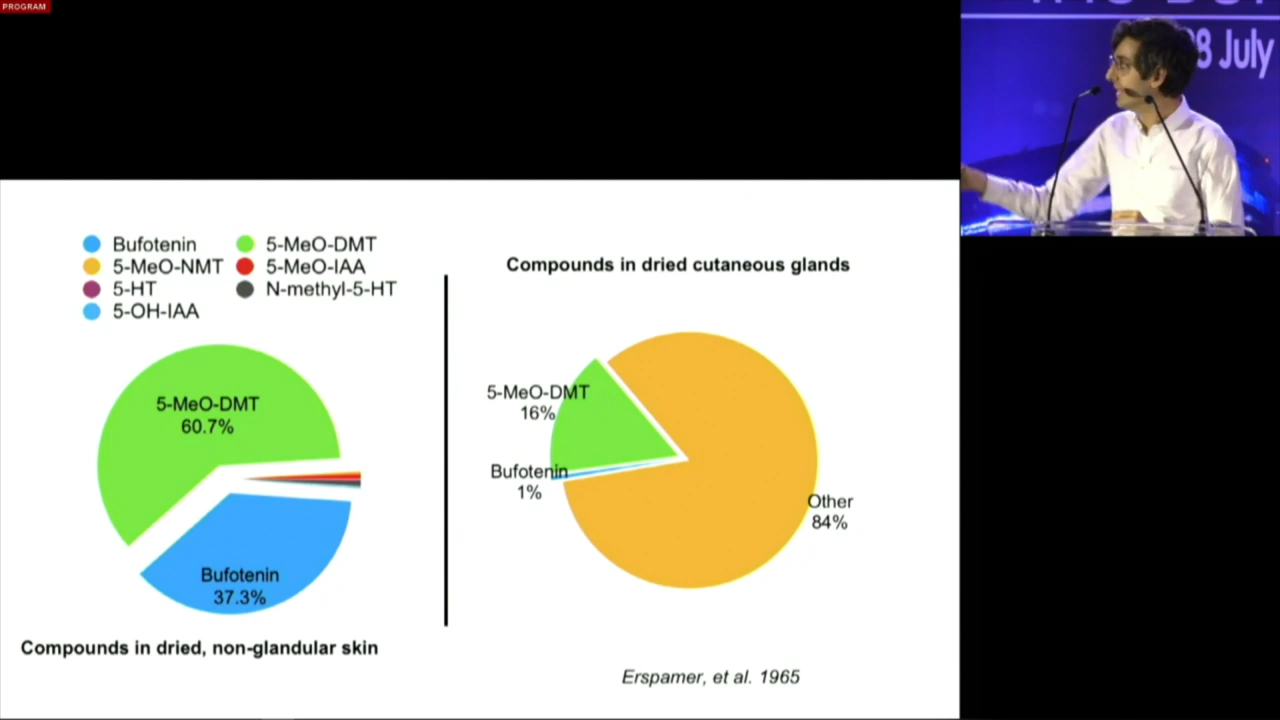 PROGRAM
8 July
Bufotenin
5-MeO-DMT
5-MeO-NMT
5-MeO-IAA
5-HT
N-methyl-5-HT
5-OH-IAA
5-MeO-DMT
60.7%
Bufotenin
37.3%
Compounds in dried, non-glandular skin
Compounds in dried cutaneous glands
5-MeO-DMT
16%
Bufotenin
1%
Other
84%
Erspamer, et al. 1965